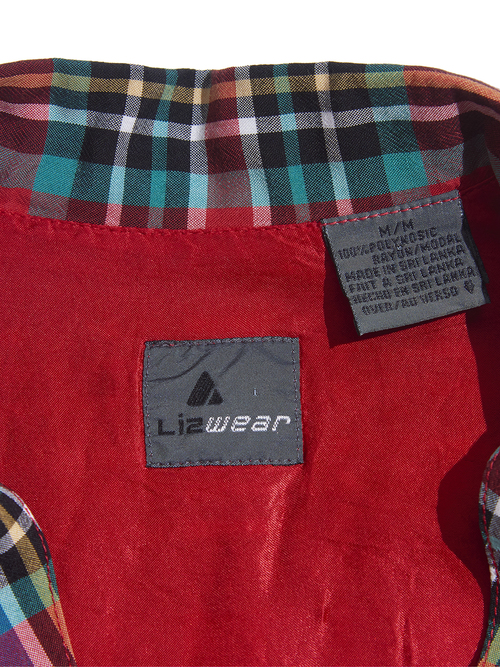 M/M
100% POLYNOSIC
RAYON/MODAL
MADE IN SRI LANKA
FAIT A SRI LANKA
HECHO EN SRI LANKA
OVER/AU VERSO
Lizwear